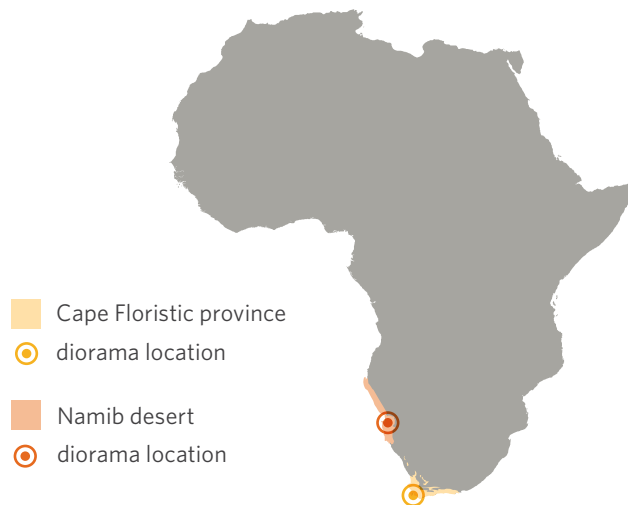 Cape Floristic province
diorama location
Namib desert
diorama location